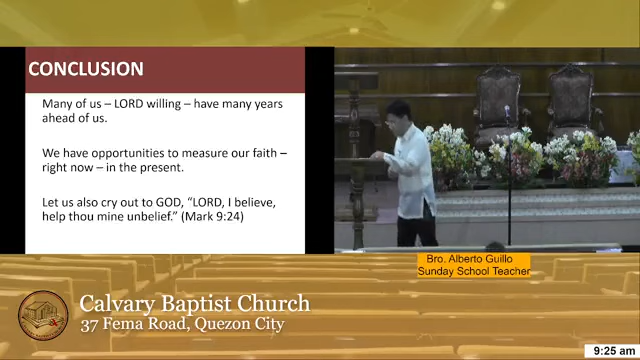 CONCLUSION
Many of us – LORD willing – have many years
ahead of us.
We have opportunities to measure our faith –
right now – in the present.
Let us also cry out to GOD, “LORD, I believe,
help thou mine unbelief.” (Mark 9:24)
Bro. Alberto Guillo
Sunday School Teacher
Calvary Baptist Church
37 Fema Road, Quezon City
9:25 am